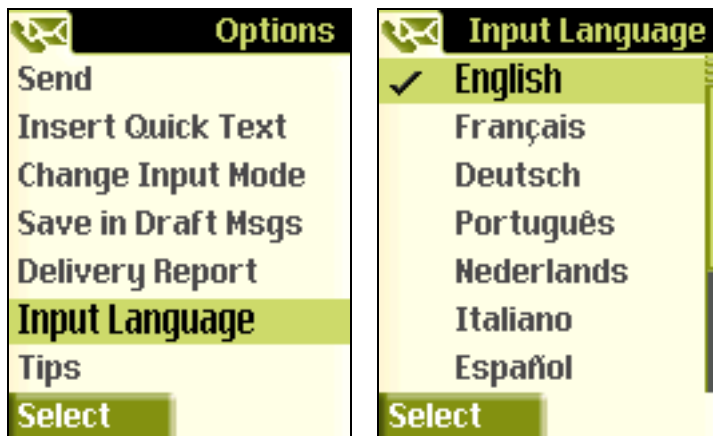 Options
Send
Insert Quick Text
Change Input Mode
Save in Draft Msgs
Delivery Report
Input Language
Tips
Select
Input Language
English
Français
Deutsch
Português
Nederlands
Italiano
Español
Select